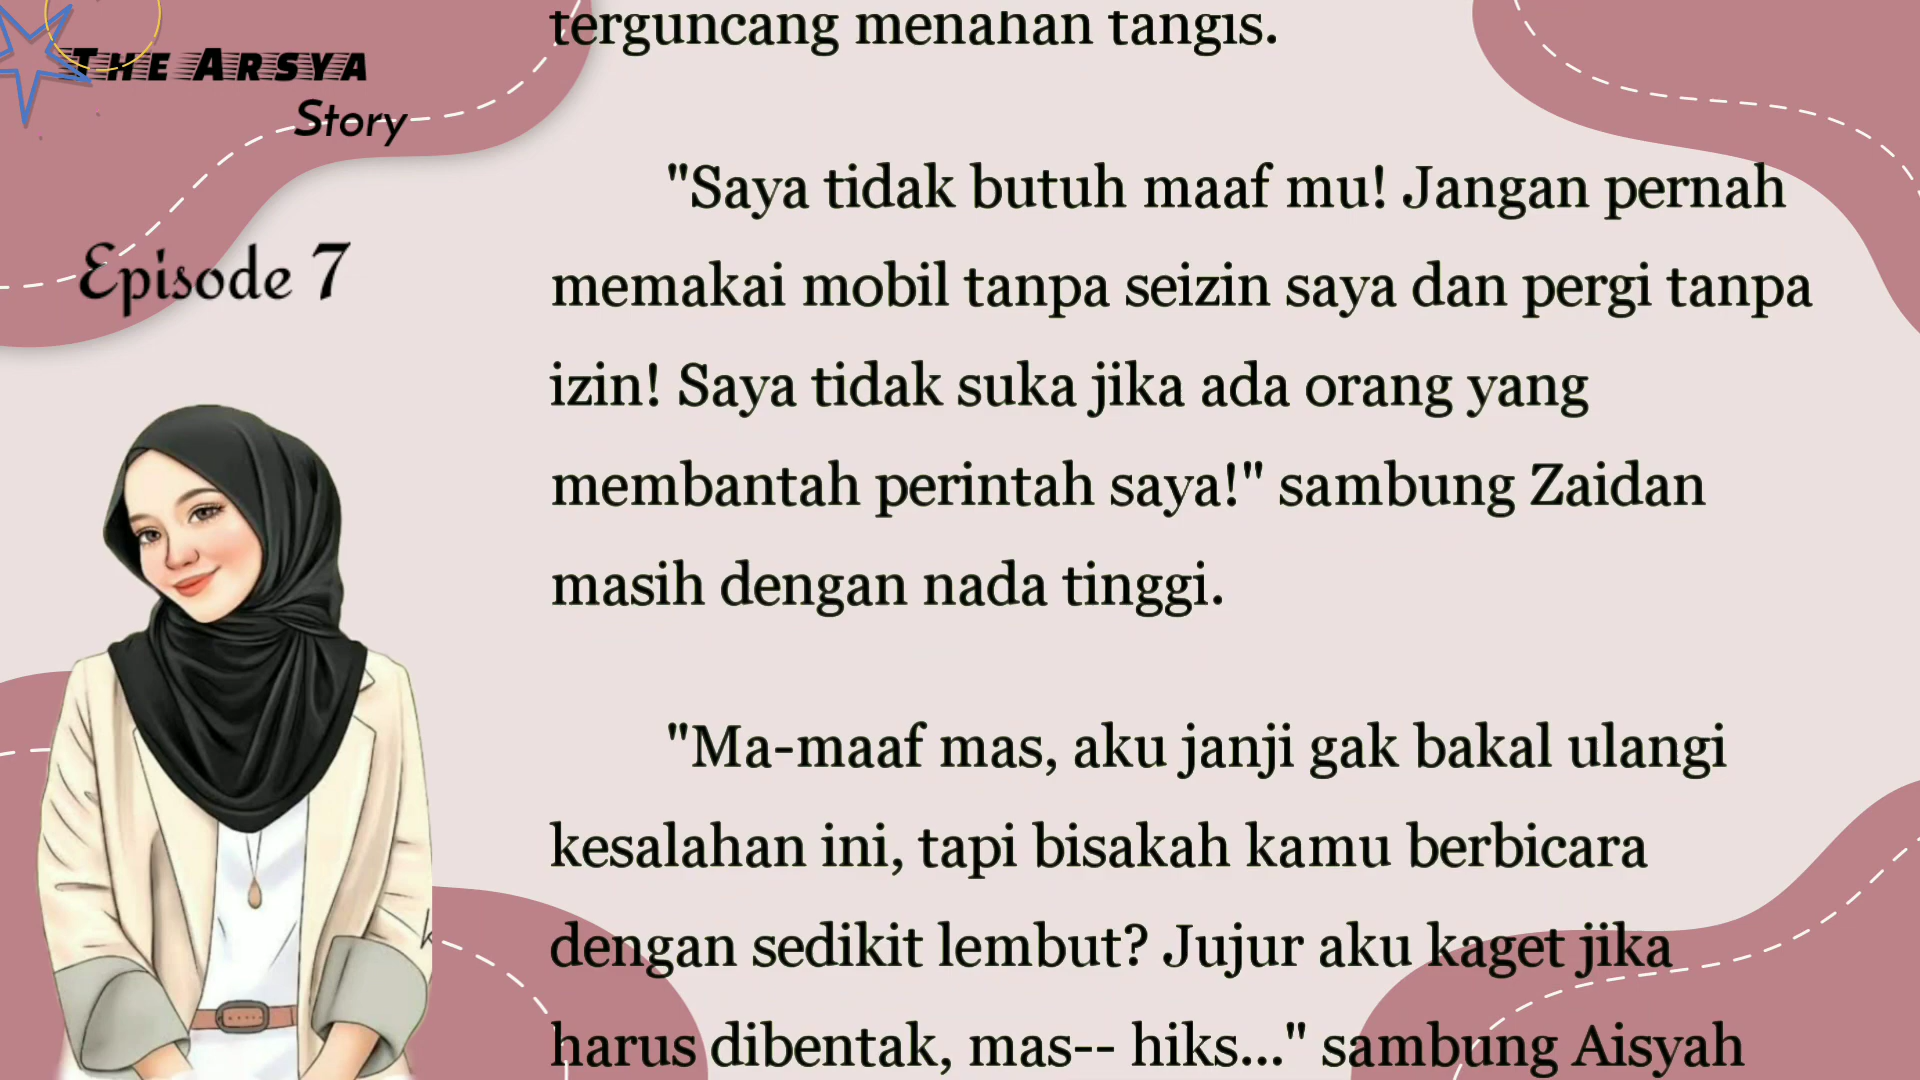 The Arsya
Story
Episode 7
terguncang menahan tangis.
"Saya tidak butuh maaf mu! Jangan pernah
memakai mobil tanpa seizin saya dan pergi tanpa
izin! Saya tidak suka jika ada orang yang
membantah perintah saya!" sambung Zaidan
masih dengan nada tinggi.
"Ma-maaf mas, aku janji gak bakal ulangi
kesalahan ini, tapi bisakah kamu berbicara
dengan sedikit lembut? Jujur aku kaget jika
harus dibentak, mas-- hiks..." sambung Aisyah